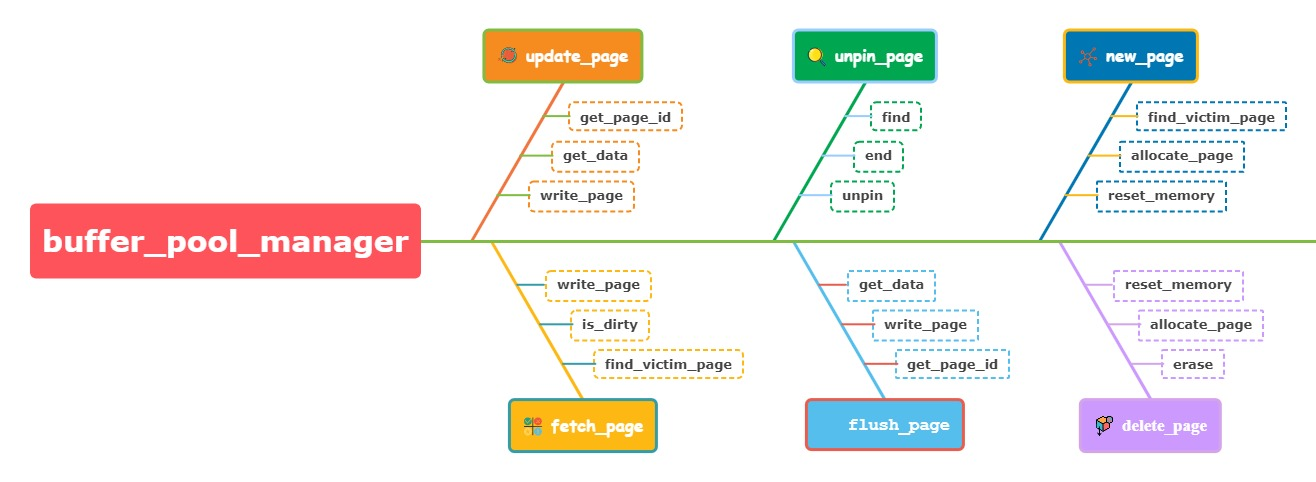 buffer_pool_manager
update_page
get_page_id
get_data
write_page
unpin_page
find
end
unpin
new_page
find_victim_page
allocate_page
reset_memory
write_page
is_dirty
find_victim_page
fetch_page
get_data
write_page
get_page_id
flush_page
reset_memory
allocate_page
erase
delete_page